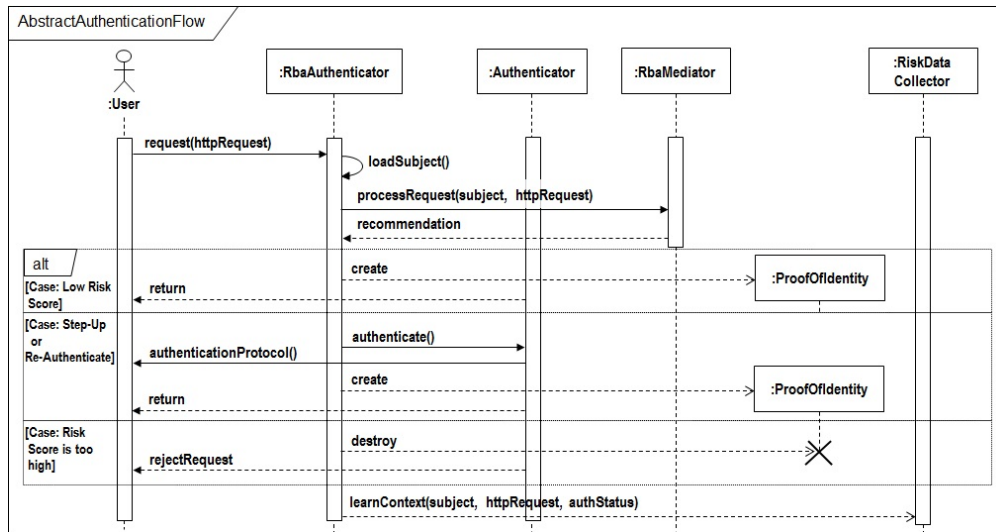 AbstractAuthenticationFlow
:User
:RbaAuthenticator
:Authenticator
:RbaMediator
:RiskData
Collector
request(httpRequest)
loadSubject()
processRequest(subject, httpRequest)
recommendation
alt
[Case: Low Risk
Score]
create
:ProofOfIdentity
return
[Case: Step-Up
or
Re-Authenticate]
authenticate()
authenticationProtocol()
create
:ProofOfIdentity
return
[Case: Risk
Score is too
high]
destroy
rejectRequest
learnContext(subject, httpRequest, authStatus)